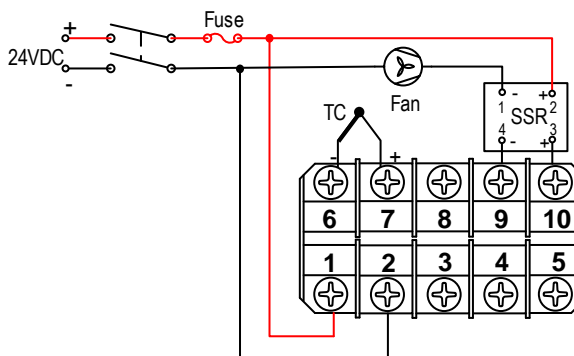 Fuse
+
24VDC
-
Fan
TC
- +
- +
1 2
SSR
4 3
- +
6 7 8 9 10
1 2 3 4 5